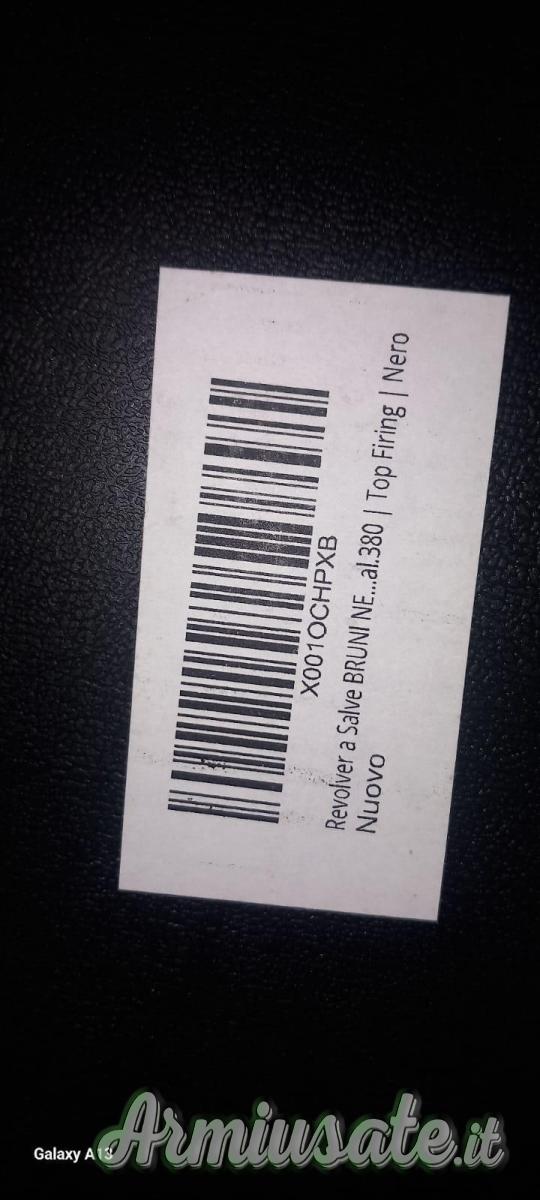 X001OCHPXB
Revolver a Salve BRUNI NE...al.380 | Top Firing | Nero
Nuovo
Galaxy A13
Armiusate.it